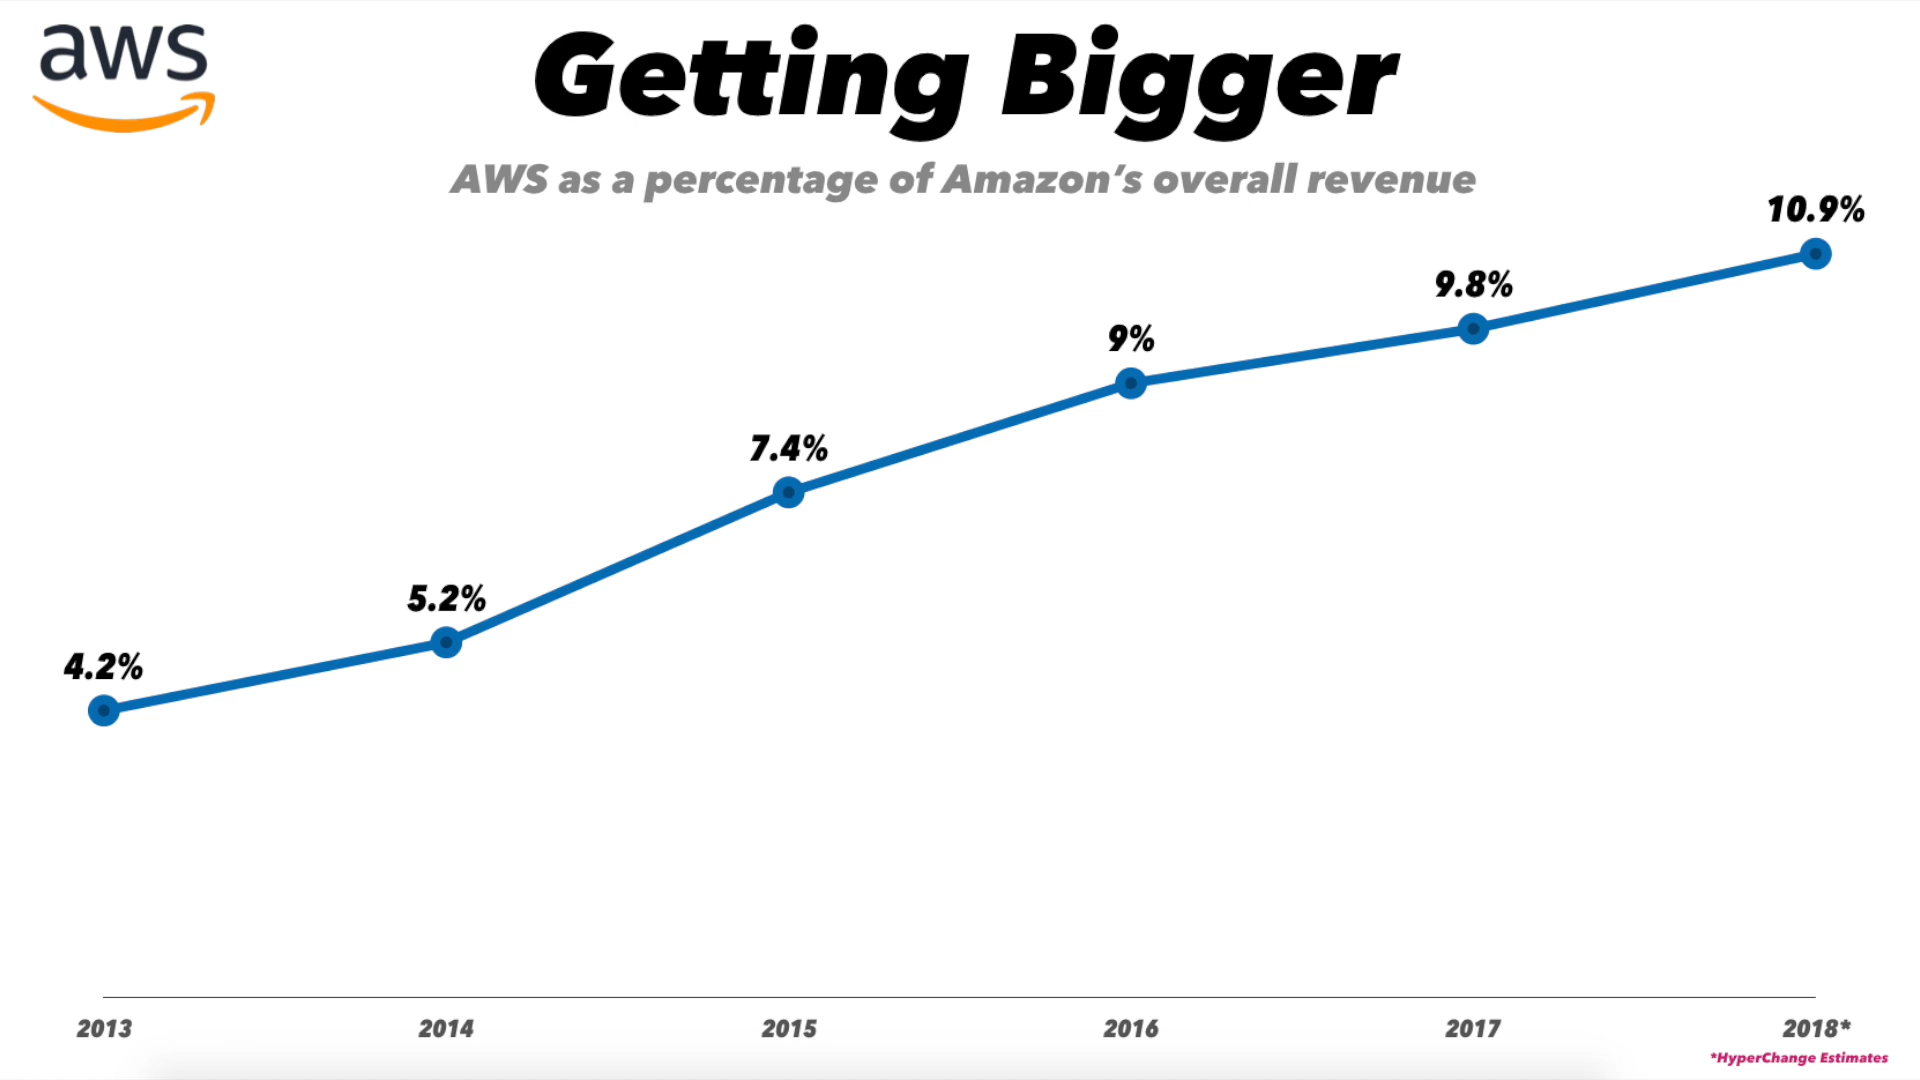 aws
Getting Bigger
AWS as a percentage of Amazon's overall revenue
10.9%
9.8%
9%
7.4%
5.2%
4.2%
2013 2014 2015 2016 2017 2018*
*HyperChange Estimates